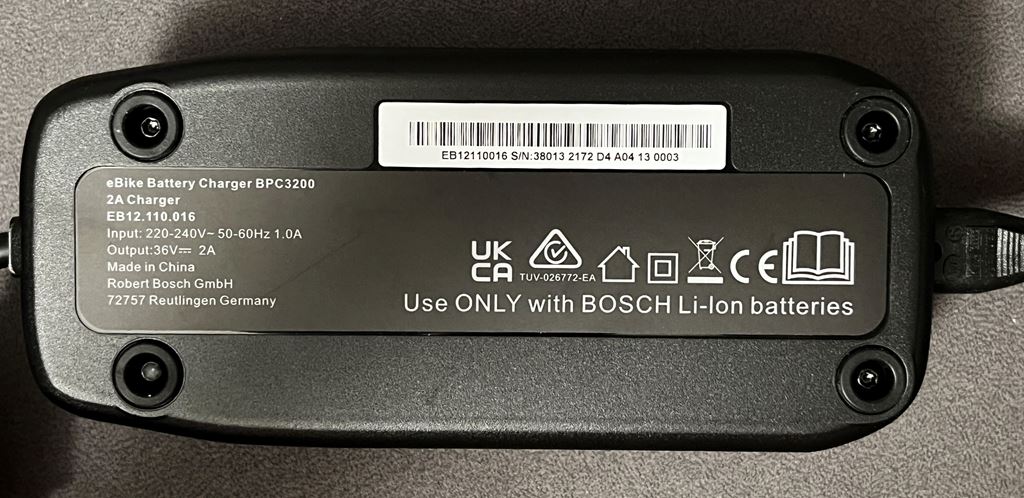 EB12110016 S/N:38013 2172 D4 A04 13 0003
eBike Battery Charger BPC3200
2A Charger
EB12.110.016
Input: 220-240V~ 50-60Hz 1.0A
Output:36V⎓ 2A
Made in China
Robert Bosch GmbH
72757 Reutlingen Germany
UK
CA
TUV-026772-EA
CE
Use ONLY with BOSCH Li-Ion batteries